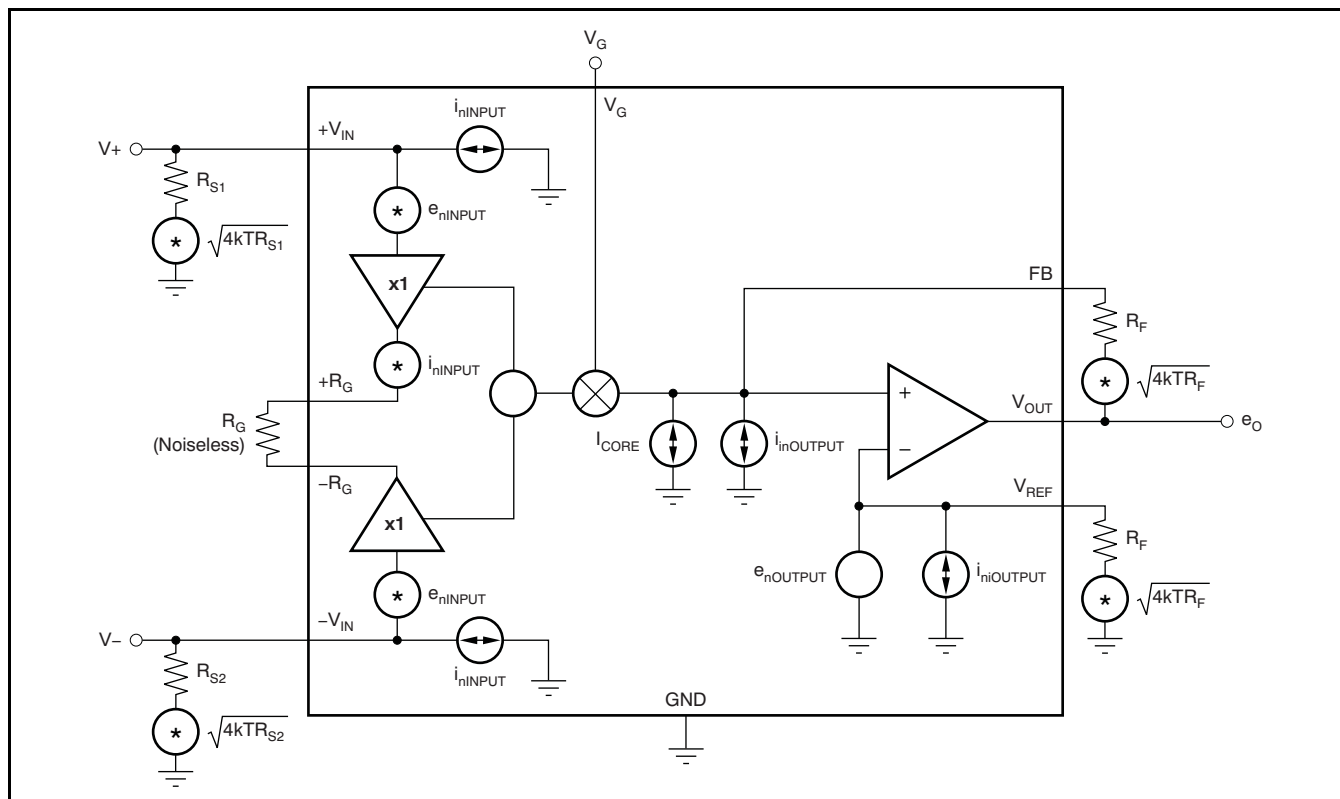 V_G
V_G
i_nINPUT
+V_IN
V+
R_S1
*
e_nINPUT
*
√4kTR_S1
x1
FB
R_F
*
i_nINPUT
+R_G
*
√4kTR_F
R_G
(Noiseless)
+
V_OUT
e_O
I_CORE
i_inOUTPUT
−
−R_G
V_REF
x1
R_F
e_nOUTPUT
i_niOUTPUT
*
e_nINPUT
*
√4kTR_F
−V_IN
V−
R_S2
i_nINPUT
GND
*
√4kTR_S2